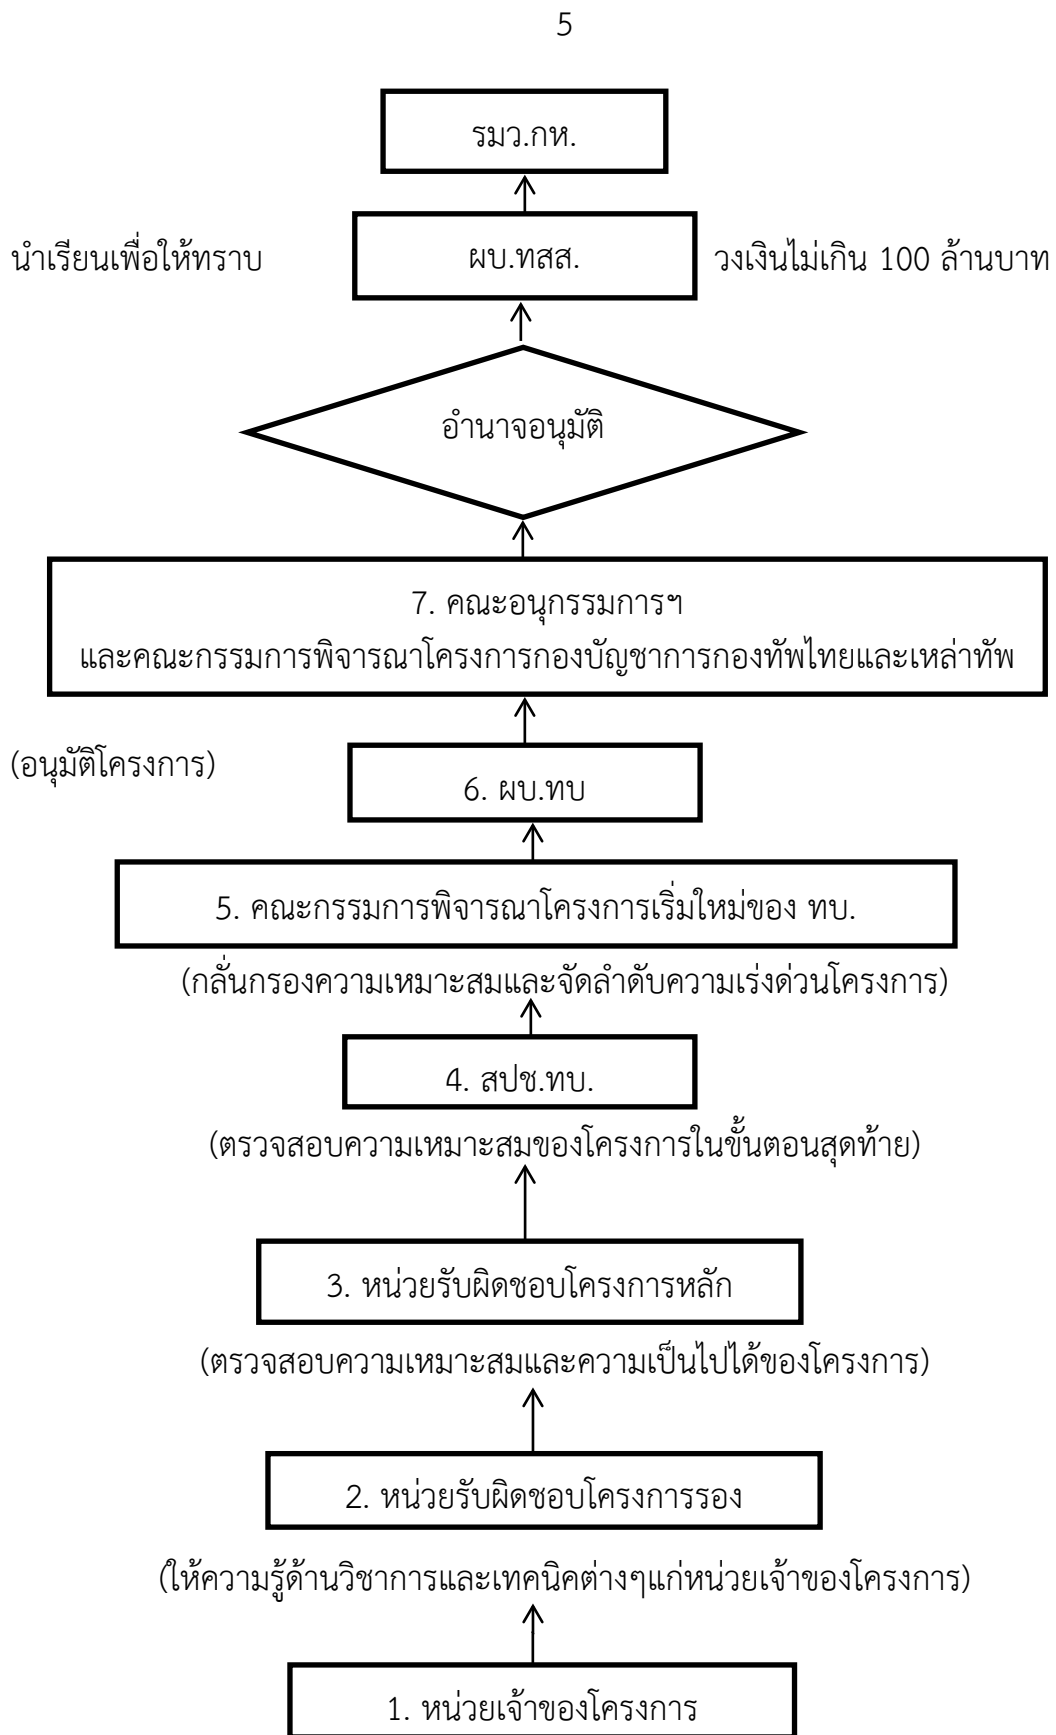 5
รมว.กห.
นำเรียนเพื่อให้ทราบ
ผบ.ทสส.
วงเงินไม่เกิน 100 ล้านบาท
อำนาจอนุมัติ
7. คณะอนุกรรมการฯ
และคณะกรรมการพิจารณาโครงการกองบัญชาการกองทัพไทยและเหล่าทัพ
(อนุมัติโครงการ)
6. ผบ.ทบ
5. คณะกรรมการพิจารณาโครงการเริ่มใหม่ของ ทบ.
(กลั่นกรองความเหมาะสมและจัดลำดับความเร่งด่วนโครงการ)
4. สปช.ทบ.
(ตรวจสอบความเหมาะสมของโครงการในขั้นตอนสุดท้าย)
3. หน่วยรับผิดชอบโครงการหลัก
(ตรวจสอบความเหมาะสมและความเป็นไปได้ของโครงการ)
2. หน่วยรับผิดชอบโครงการรอง
(ให้ความรู้ด้านวิชาการและเทคนิคต่างๆแก่หน่วยเจ้าของโครงการ)
1. หน่วยเจ้าของโครงการ